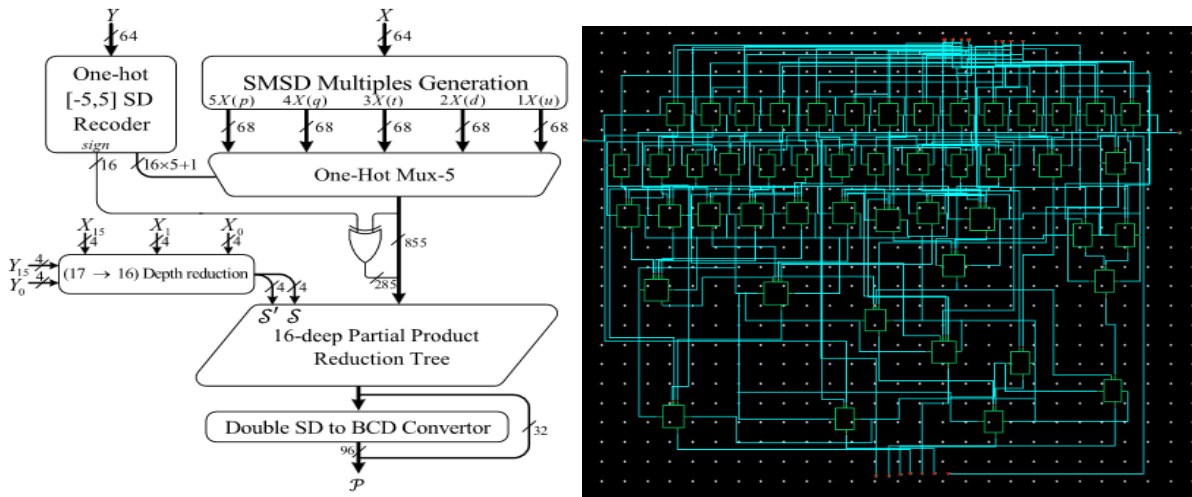 Y
X
64
64
One-hot
[-5,5] SD
Recoder
sign
SMSD Multiples Generation
5X(p) 4X(q) 3X(t) 2X(d) 1X(u)
68 68 68 68 68
16
16×5+1
One-Hot Mux-5
X15 X1 X0
4 4 4
855
Y15 4
Y0 4
(17 → 16) Depth reduction
285
4 4
S' S
16-deep Partial Product
Reduction Tree
Double SD to BCD Convertor
32
96
P